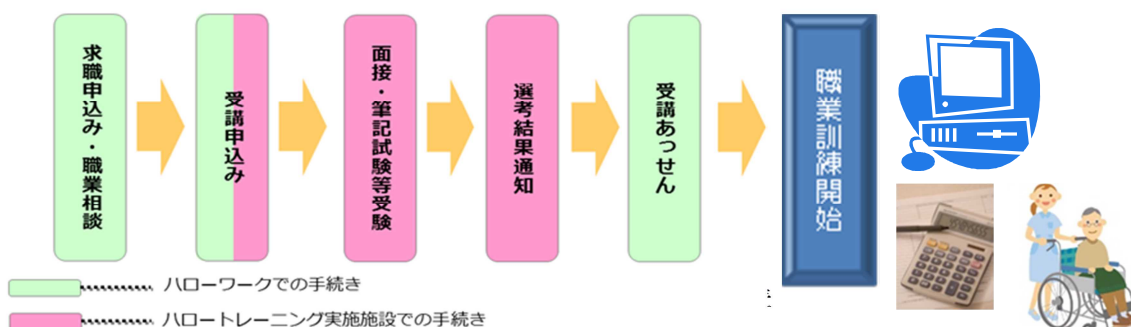 求職申込み・職業相談
受講申込み
面接・筆記試験等受験
選考結果通知
受講あっせん
職業訓練開始
ハローワークでの手続き
ハロートレーニング実施施設での手続き